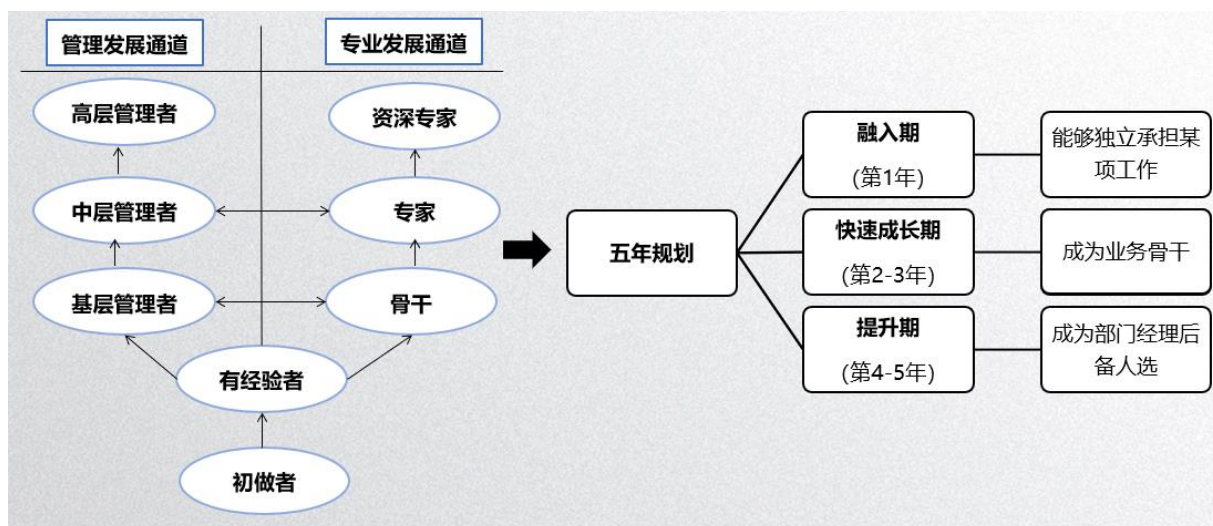 管理发展通道
专业发展通道
高层管理者
资深专家
中层管理者
专家
基层管理者
骨干
有经验者
初做者
五年规划
融入期
(第1年)
能够独立承担某
项工作
快速成长期
(第2-3年)
成为业务骨干
提升期
(第4-5年)
成为部门经理后
备人选